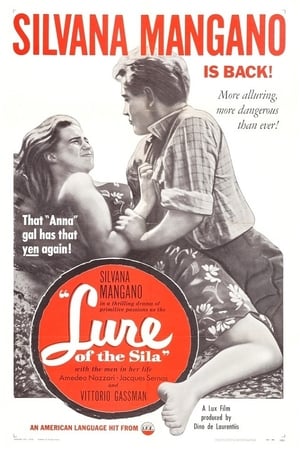 SILVANA MANGANO
IS BACK!
More alluring,
more dangerous
than ever!
That "Anna"
gal has that
yen again!
SILVANA
MANGANO
in a thrilling drama of
primitive passions as the
"Lure
of the Sila"
with the men in her life
Amedeo Nazzari · Jacques Sernas
and
VITTORIO GASSMAN
A Lux Film
produced by
Dino de Laurentiis
AN AMERICAN LANGUAGE HIT FROM